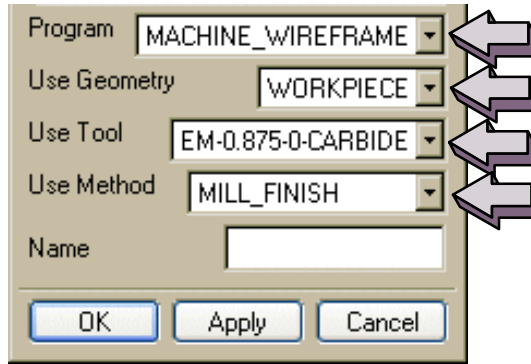 Program MACHINE_WIREFRAME
Use Geometry WORKPIECE
Use Tool EM-0.875-0-CARBIDE
Use Method MILL_FINISH
Name
OK Apply Cancel